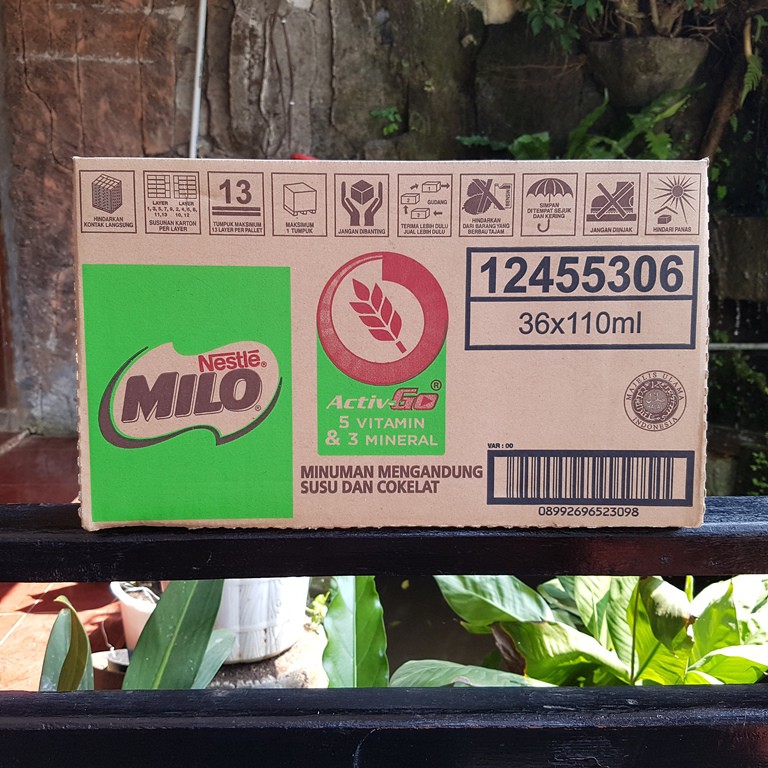 HINDARKAN
KONTAK LANGSUNG
LAYER
1, 3, 5, 7, 9,
11,13
LAYER
2, 4, 6, 8,
10, 12
SUSUNAN KARTON
PER LAYER
13
TUMPUK MAKSIMUM
13 LAYER PER PALLET
MAKSIMUM
1 TUMPUK
JANGAN DIBANTING
GUDANG
TERIMA LEBIH DULU
JUAL LEBIH DULU
HINDARKAN
DARI BARANG YANG
BERBAU TAJAM
SIMPAN
DITEMPAT SEJUK
DAN KERING
JANGAN DIINJAK
HINDARI PANAS
12455306
36x110ml
Nestlé®
MILO®
Activ-GO®
5 VITAMIN
& 3 MINERAL
MINUMAN MENGANDUNG
SUSU DAN COKELAT
MAJELIS ULAMA
INDONESIA
VAR : 00
08992696523098